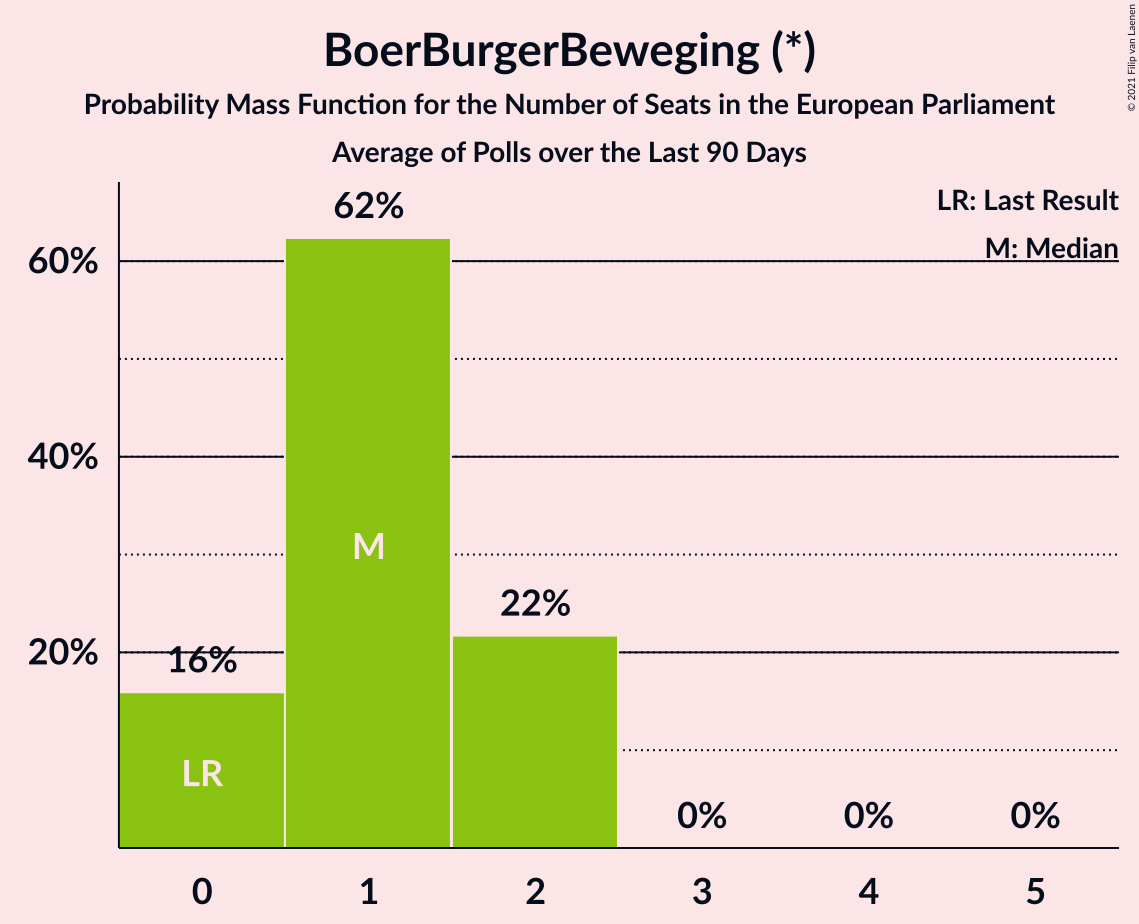 BoerBurgerBeweging (*)
Probability Mass Function for the Number of Seats in the European Parliament
Average of Polls over the Last 90 Days
© 2021 Filip van Laenen
LR: Last Result
M: Median
62%
60%
40%
M
22%
20%
16%
LR
0%
0%
0%
0
1
2
3
4
5